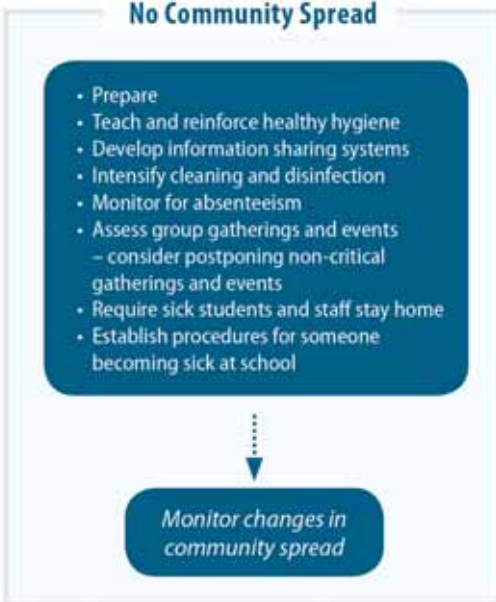 No Community Spread
• Prepare
• Teach and reinforce healthy hygiene
• Develop information sharing systems
• Intensify cleaning and disinfection
• Monitor for absenteeism
• Assess group gatherings and events
– consider postponing non-critical
gatherings and events
• Require sick students and staff stay home
• Establish procedures for someone
becoming sick at school
Monitor changes in
community spread